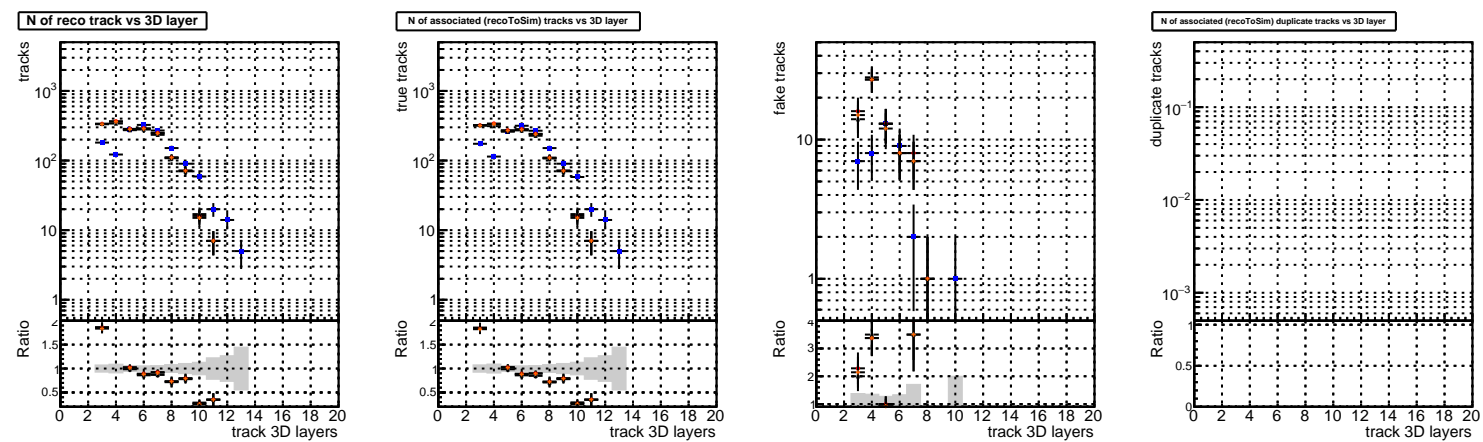 N of reco track vs 3D layer
tracks
10³
10²
10
1
Ratio
2
1.5
1
0.5
0 2 4 6 8 10 12 14 16 18 20
track 3D layers
N of associated (recoToSim) tracks vs 3D layer
true tracks
10³
10²
10
1
Ratio
2
1.5
1
0.5
0 2 4 6 8 10 12 14 16 18 20
track 3D layers
fake tracks
10
1
Ratio
4
3
2
1
0 2 4 6 8 10 12 14 16 18 20
track 3D layers
N of associated (recoToSim) duplicate tracks vs 3D layer
duplicate tracks
10⁻¹
10⁻²
10⁻³
Ratio
1
0.5
0
0 2 4 6 8 10 12 14 16 18 20
track 3D layers